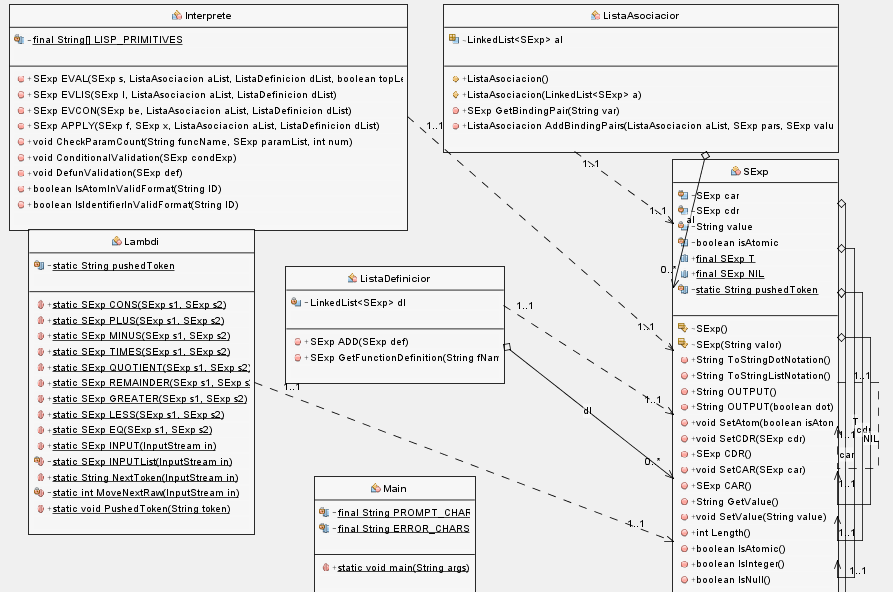 Interprete
-final String[] LISP_PRIMITIVES
+SExp EVAL(SExp s, ListaAsociacion aList, ListaDefinicion dList, boolean topLe
+SExp EVLIS(SExp l, ListaAsociacion aList, ListaDefinicion dList)
+SExp EVCON(SExp be, ListaAsociacion aList, ListaDefinicion dList)
+SExp APPLY(SExp f, SExp x, ListaAsociacion aList, ListaDefinicion dList)
+void CheckParamCount(String funcName, SExp paramList, int num)
+void ConditionalValidation(SExp condExp)
+void DefunValidation(SExp def)
+boolean IsAtomInValidFormat(String ID)
+boolean IsIdentifierInValidFormat(String ID)
ListaAsociacior
-LinkedList<SExp> al
+ListaAsociacion()
+ListaAsociacion(LinkedList<SExp> a)
+SExp GetBindingPair(String var)
+ListaAsociacion AddBindingPairs(ListaAsociacion aList, SExp pars, SExp valu
1..1
1..1
1..1
al
0..*
1..1
SExp
-SExp car
-SExp cdr
-String value
-boolean isAtomic
+final SExp T
+final SExp NIL
-static String pushedToken
+SExp()
+SExp(String valor)
+String ToStringDotNotation()
+String ToStringListNotation()
+String OUTPUT()
+String OUTPUT(boolean dot)
+void SetAtom(boolean isAton
+void SetCDR(SExp cdr)
+SExp CDR()
+void SetCAR(SExp car)
+SExp CAR()
+String GetValue()
+void SetValue(String value)
+int Length()
+boolean IsAtomic()
+boolean IsInteger()
+boolean IsNull()
Lambdi
-static String pushedToken
+static SExp CONS(SExp s1, SExp s2)
+static SExp PLUS(SExp s1, SExp s2)
+static SExp MINUS(SExp s1, SExp s2)
+static SExp TIMES(SExp s1, SExp s2)
+static SExp QUOTIENT(SExp s1, SExp s2)
+static SExp REMAINDER(SExp s1, SExp s
+static SExp GREATER(SExp s1, SExp s2)
+static SExp LESS(SExp s1, SExp s2)
+static SExp EQ(SExp s1, SExp s2)
+static SExp INPUT(InputStream in)
-static SExp INPUTList(InputStream in)
+static String NextToken(InputStream in)
-static int MoveNextRaw(InputStream in)
+static void PushedToken(String token)
ListaDefinicior
-LinkedList<SExp> dl
+SExp ADD(SExp def)
+SExp GetFunctionDefinition(String fNam
1..1
1..1
1..1
dl
0..*
1..1
Main
-final String PROMPT_CHAR
-final String ERROR_CHARS
+static void main(String args)
1..1
T
cdr
NIL
1..1
car
1..1
1..1
1..1